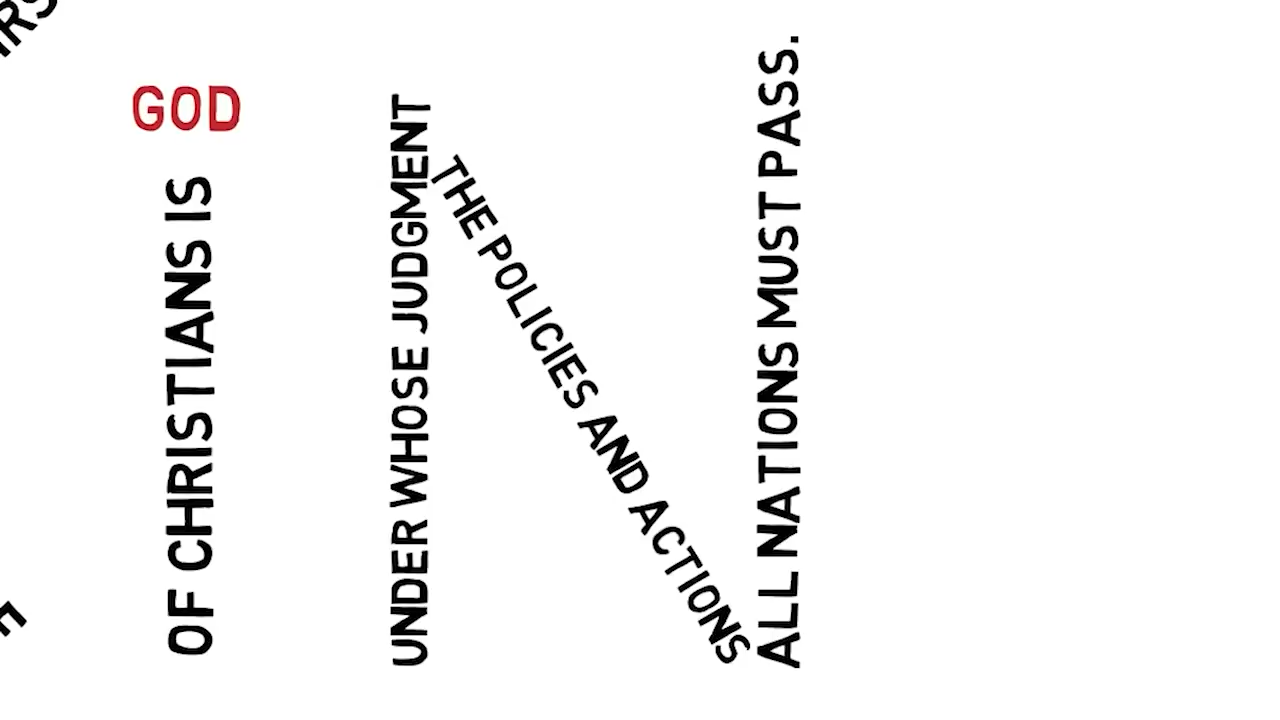 OF CHRISTIANS IS
GOD
UNDER WHOSE JUDGMENT
THE POLICIES AND ACTIONS
ALL NATIONS MUST PASS.